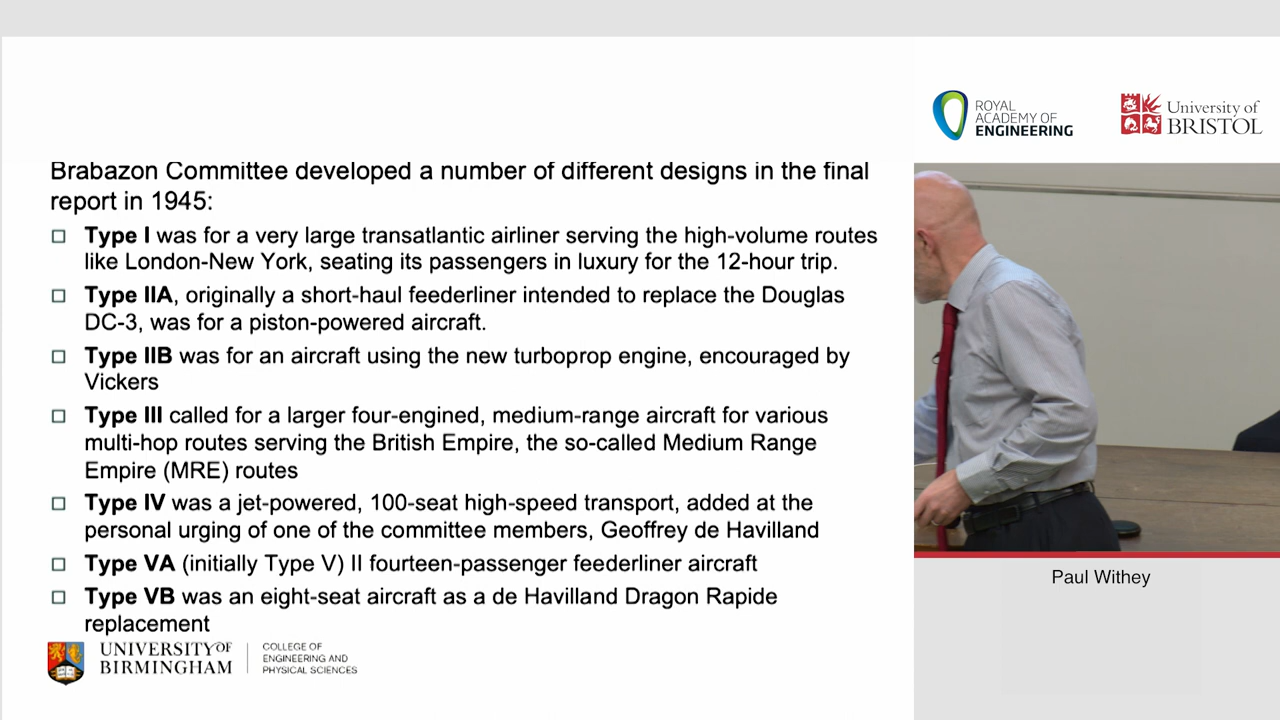 Brabazon Committee developed a number of different designs in the final
report in 1945:
Type I was for a very large transatlantic airliner serving the high-volume routes
like London-New York, seating its passengers in luxury for the 12-hour trip.
Type IIA, originally a short-haul feederliner intended to replace the Douglas
DC-3, was for a piston-powered aircraft.
Type IIB was for an aircraft using the new turboprop engine, encouraged by
Vickers
Type III called for a larger four-engined, medium-range aircraft for various
multi-hop routes serving the British Empire, the so-called Medium Range
Empire (MRE) routes
Type IV was a jet-powered, 100-seat high-speed transport, added at the
personal urging of one of the committee members, Geoffrey de Havilland
Type VA (initially Type V) II fourteen-passenger feederliner aircraft
Type VB was an eight-seat aircraft as a de Havilland Dragon Rapide
replacement
UNIVERSITY OF
BIRMINGHAM
COLLEGE OF
ENGINEERING AND
PHYSICAL SCIENCES
ROYAL
ACADEMY OF
ENGINEERING
University of
BRISTOL
Paul Withey